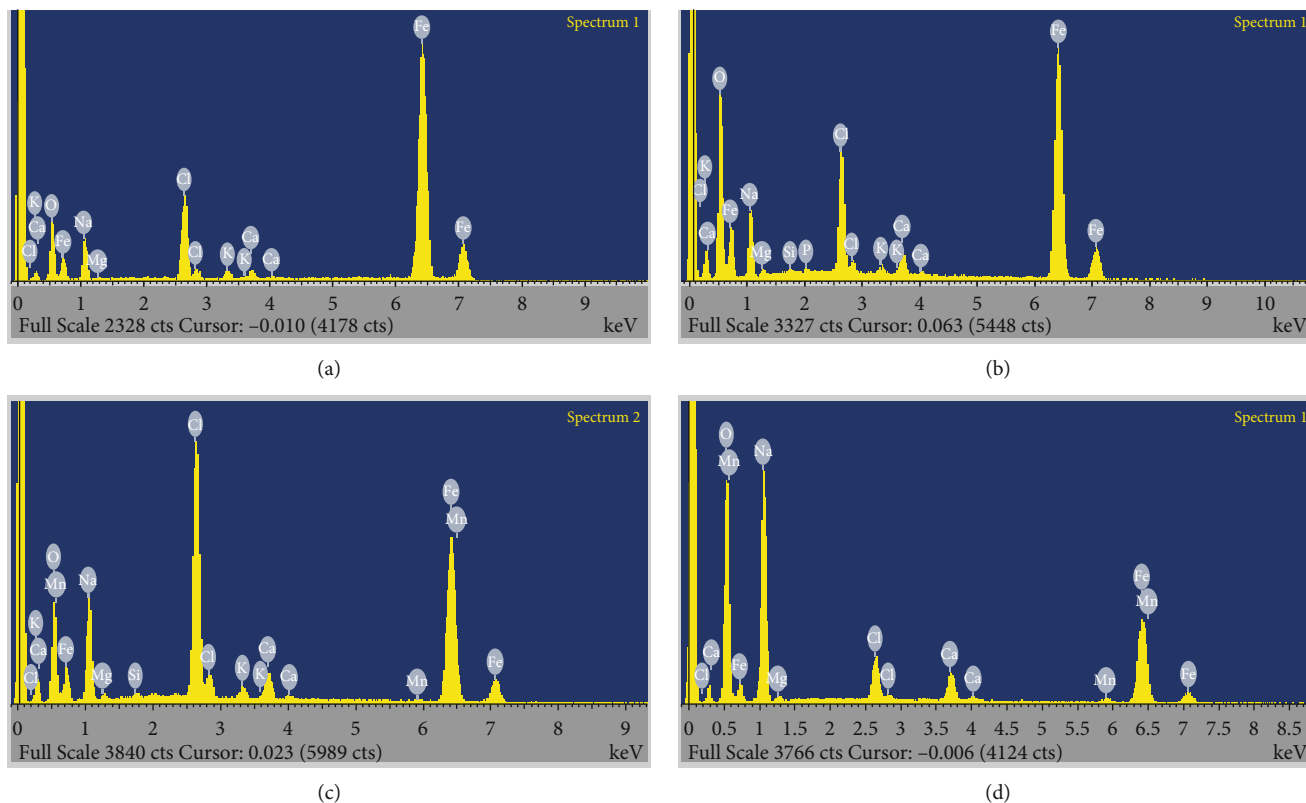 Spectrum 1
Fe
Cl
K
O
Na
Ca
Fe
Cl
Mg
Cl
K
K
Ca
Ca
Fe
0 1 2 3 4 5 6 7 8 9
Full Scale 2328 cts Cursor: –0.010 (4178 cts) keV
(a)
Spectrum 1
Fe
O
Cl
K
Cl
Na
Fe
Ca
Mg
Si
P
Cl
K
K
Ca
Ca
Fe
0 1 2 3 4 5 6 7 8 9 10
Full Scale 3327 cts Cursor: 0.063 (5448 cts) keV
(b)
Spectrum 2
Cl
Fe
Mn
O
Mn
Na
K
Ca
Fe
Cl
Mg
Si
Cl
K
K
Ca
Ca
Mn
Fe
0 1 2 3 4 5 6 7 8 9
Full Scale 3840 cts Cursor: 0.023 (5989 cts) keV
(c)
Spectrum 1
O
Mn
Na
Fe
Mn
Ca
Cl
Fe
Mg
Cl
Cl
Ca
Ca
Mn
Fe
0 0.5 1 1.5 2 2.5 3 3.5 4 4.5 5 5.5 6 6.5 7 7.5 8 8.5
Full Scale 3766 cts Cursor: –0.006 (4124 cts) keV
(d)